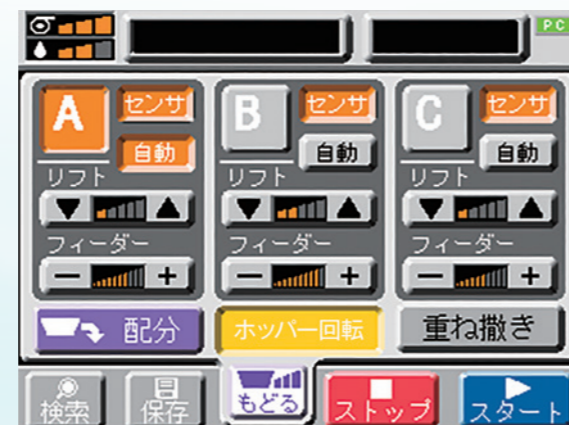 PC
A センサ
自動
リフト
▼ ▲
フィーダー
− +
B センサ
自動
リフト
▼ ▲
フィーダー
− +
C センサ
自動
リフト
▼ ▲
フィーダー
− +
配分 ホッパー回転 重ね撒き
検索 保存 もどる ストップ スタート